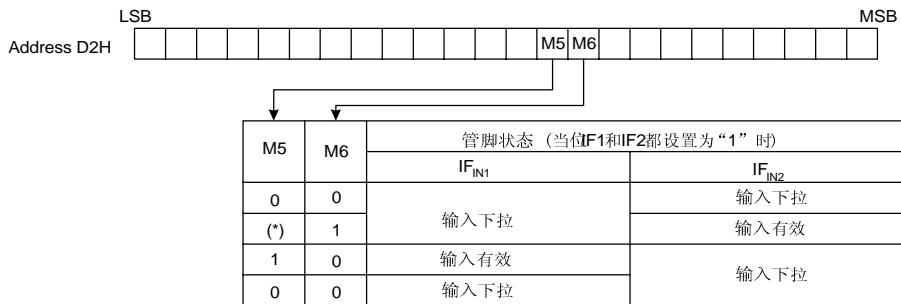 LSB MSB
Address D2H M5 M6
M5 M6 管脚状态（当位IF1和IF2都设置为“1”时）
IFIN1 IFIN2
0 0 输入下拉 输入下拉
(*) 1 输入有效
1 0 输入有效 输入下拉
0 0 输入下拉